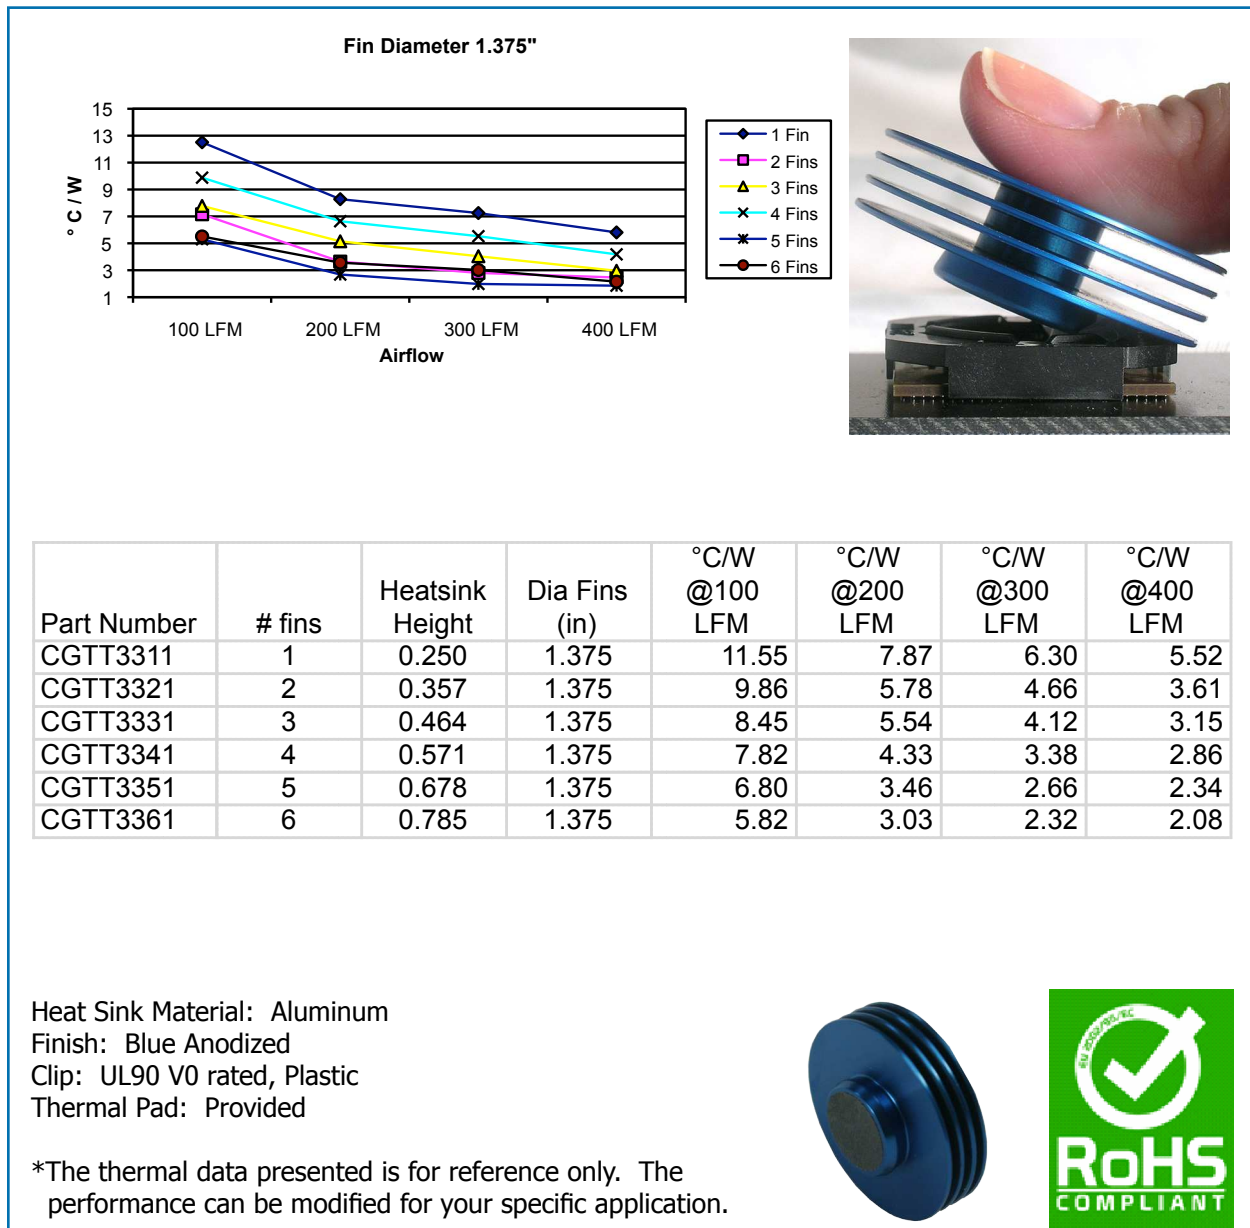 Fin Diameter 1.375"
15
13
11
9
7
5
3
1
° C / W
100 LFM 200 LFM 300 LFM 400 LFM
Airflow
1 Fin
2 Fins
3 Fins
4 Fins
5 Fins
6 Fins
Part Number # fins Heatsink Height Dia Fins (in) °C/W @100 LFM °C/W @200 LFM °C/W @300 LFM °C/W @400 LFM
CGTT3311 1 0.250 1.375 11.55 7.87 6.30 5.52
CGTT3321 2 0.357 1.375 9.86 5.78 4.66 3.61
CGTT3331 3 0.464 1.375 8.45 5.54 4.12 3.15
CGTT3341 4 0.571 1.375 7.82 4.33 3.38 2.86
CGTT3351 5 0.678 1.375 6.80 3.46 2.66 2.34
CGTT3361 6 0.785 1.375 5.82 3.03 2.32 2.08
Heat Sink Material: Aluminum
Finish: Blue Anodized
Clip: UL90 V0 rated, Plastic
Thermal Pad: Provided
*The thermal data presented is for reference only. The
performance can be modified for your specific application.
EU 2002/95/EC
RoHS
COMPLIANT